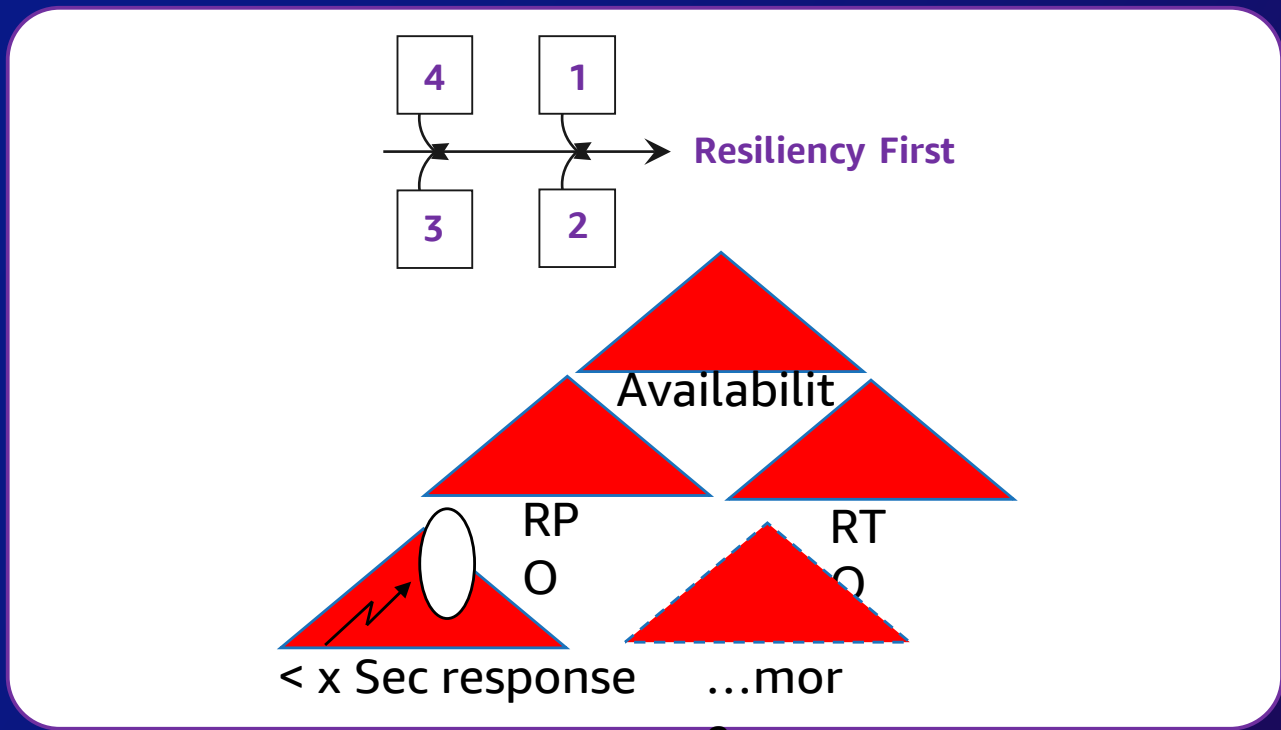 4 1
Resiliency First
3 2
Availabilit
RP
O
RT
O
< x Sec response
...mor